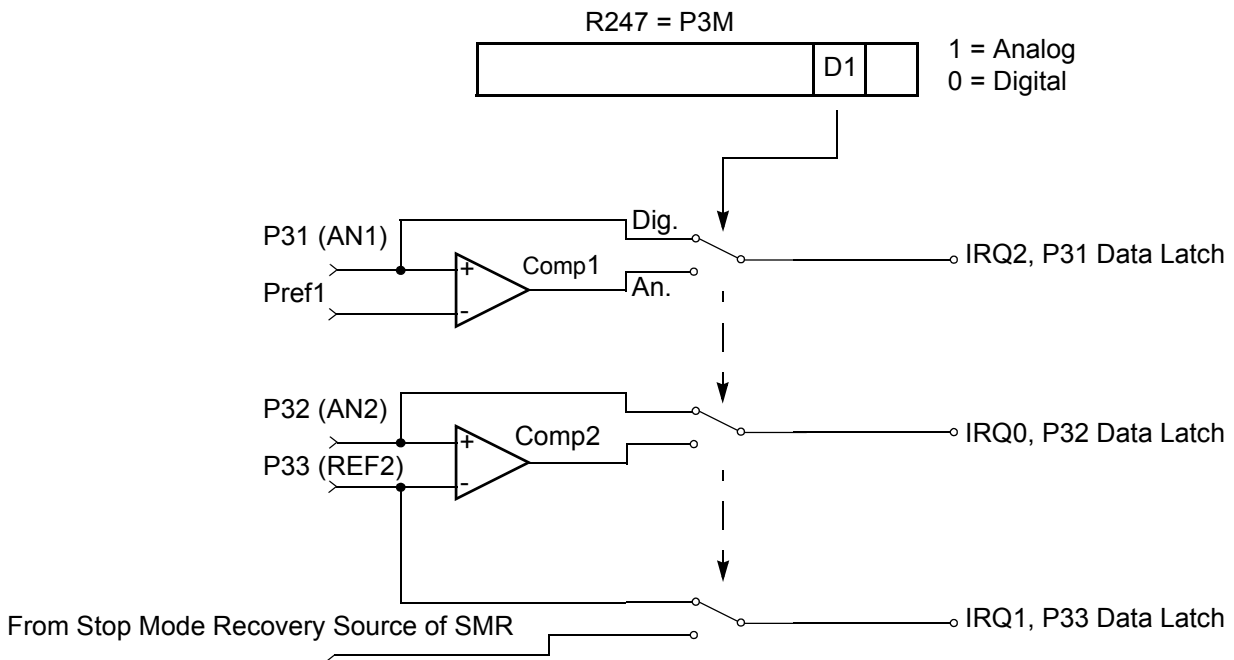 R247 = P3M
D1
1 = Analog
0 = Digital
Dig.
P31 (AN1)
+
Comp1
IRQ2, P31 Data Latch
Pref1
-
An.
P32 (AN2)
+
Comp2
IRQ0, P32 Data Latch
P33 (REF2)
-
From Stop Mode Recovery Source of SMR
IRQ1, P33 Data Latch